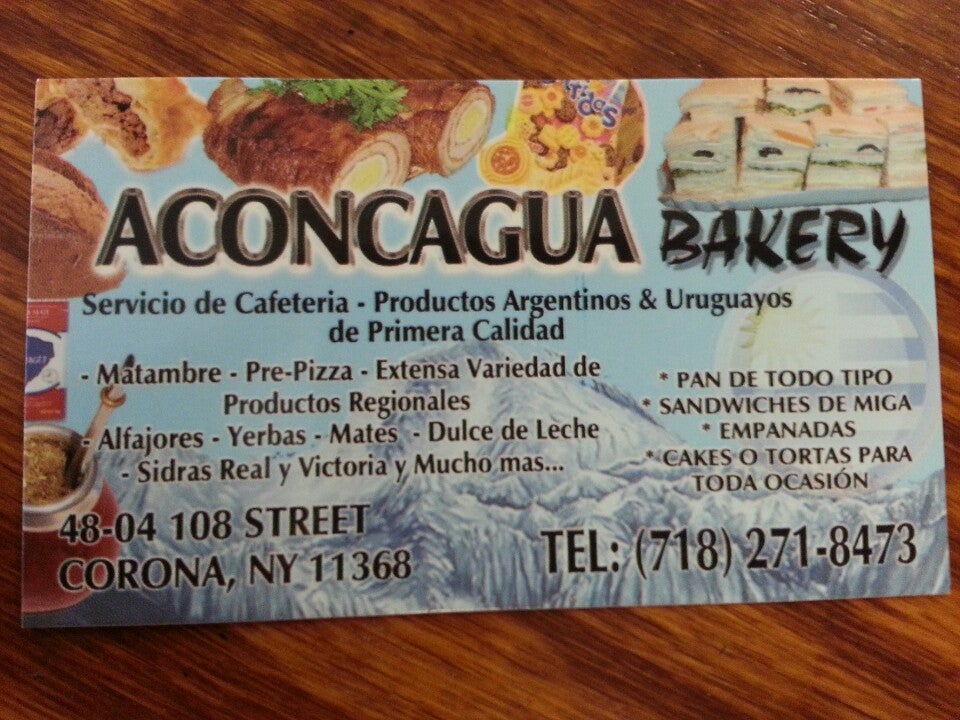 ACONCAGUA BAKERY
Servicio de Cafeteria - Productos Argentinos & Uruguayos
de Primera Calidad
- Matambre - Pre-Pizza - Extensa Variedad de
Productos Regionales
- Alfajores - Yerbas - Mates - Dulce de Leche
- Sidras Real y Victoria y Mucho mas...
* PAN DE TODO TIPO
* SANDWICHES DE MIGA
* EMPANADAS
* CAKES O TORTAS PARA
TODA OCASIÓN
48-04 108 STREET
CORONA, NY 11368
TEL: (718) 271-8473